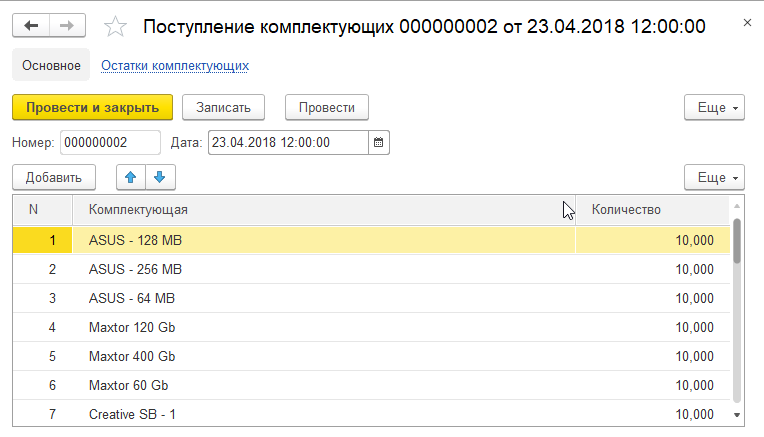 Поступление комплектующих 000000002 от 23.04.2018 12:00:00
Основное Остатки комплектующих
Провести и закрыть Записать Провести Еще
Номер: 000000002 Дата: 23.04.2018 12:00:00
Добавить Еще
N Комплектующая Количество
1 ASUS - 128 MB 10,000
2 ASUS - 256 MB 10,000
3 ASUS - 64 MB 10,000
4 Maxtor 120 Gb 10,000
5 Maxtor 400 Gb 10,000
6 Maxtor 60 Gb 10,000
7 Creative SB - 1 10,000